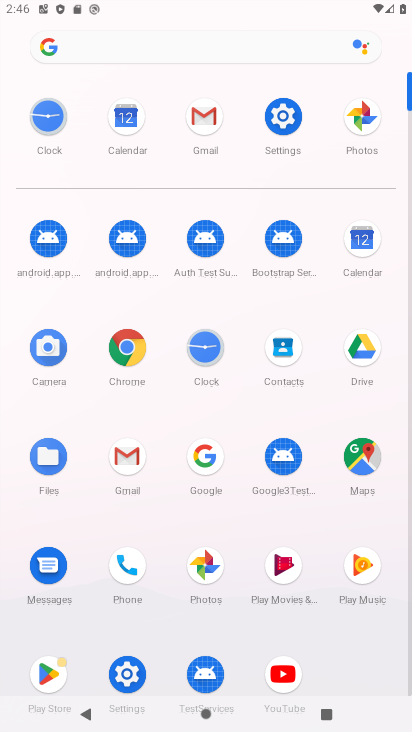 2:46
Clock Calendar Gmail Settings Photos
android.app.... android.app.... Auth Test Su... Bootstrap Ser... Calendar
Camera Chrome Clock Contacts Drive
Files Gmail Google Google3Test... Maps
Messages Phone Photos Play Movies &... Play Music
Play Store Settings TestServices YouTube